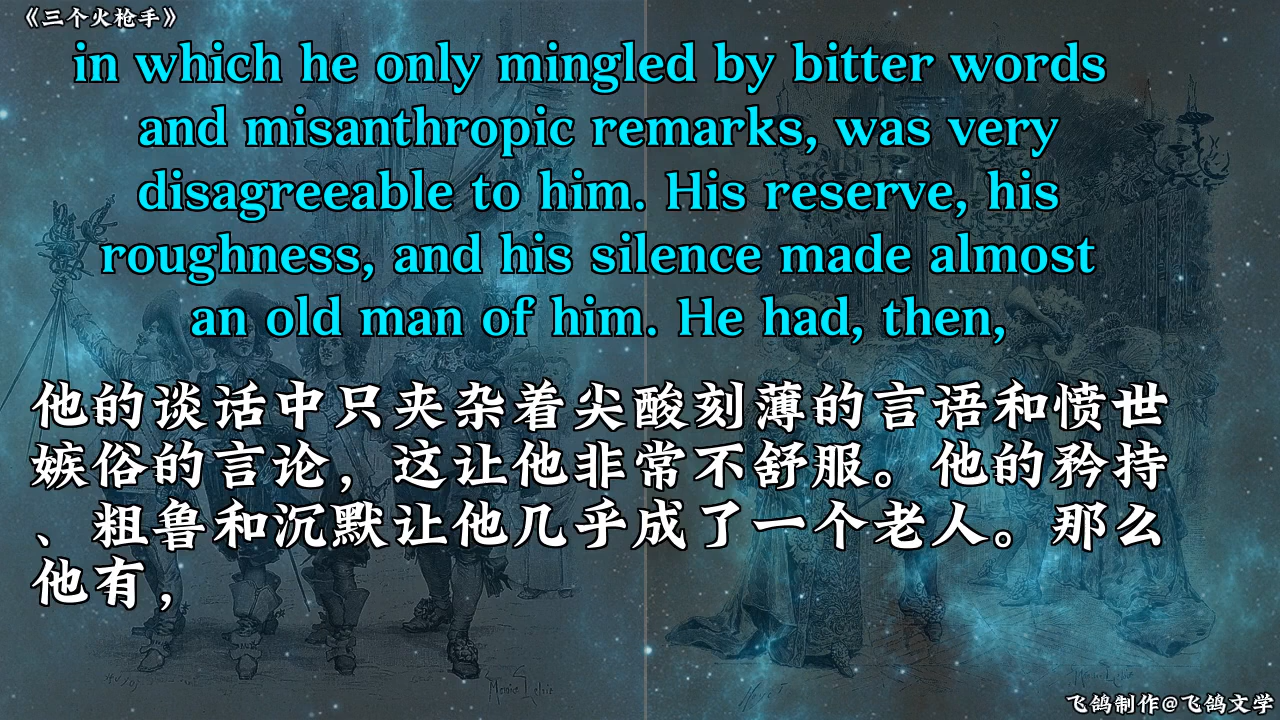 《三个火枪手》
in which he only mingled by bitter words
and misanthropic remarks, was very
disagreeable to him. His reserve, his
roughness, and his silence made almost
an old man of him. He had, then,
他的谈话中只夹杂着尖酸刻薄的言语和愤世
嫉俗的言论，这让他非常不舒服。他的矜持
、粗鲁和沉默让他几乎成了一个老人。那么
他有，
飞鸽制作@飞鸽文学